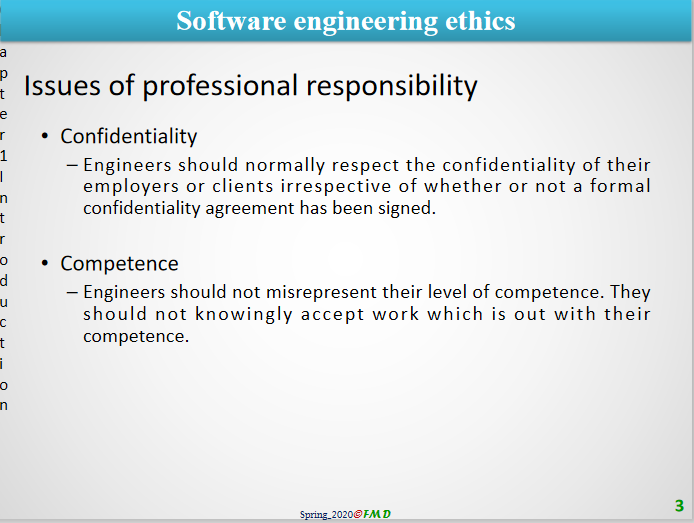 Software engineering ethics
Chapter 1 Introduction
Issues of professional responsibility
• Confidentiality
– Engineers should normally respect the confidentiality of their
employers or clients irrespective of whether or not a formal
confidentiality agreement has been signed.
• Competence
– Engineers should not misrepresent their level of competence. They
should not knowingly accept work which is out with their
competence.
Spring_2020©FMD
3